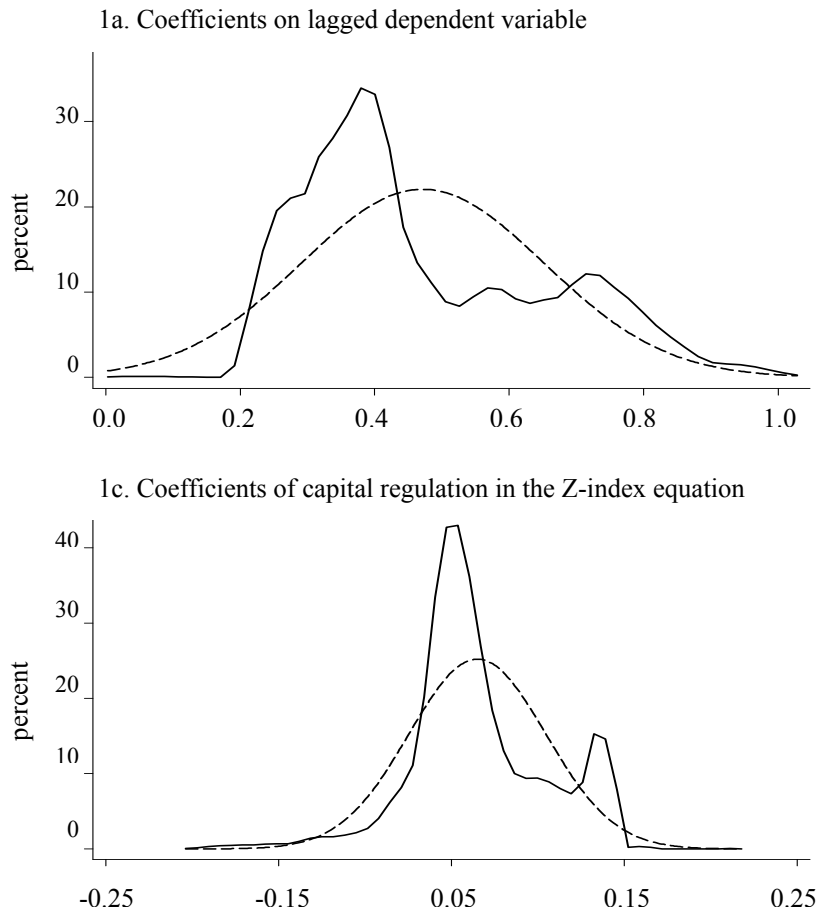 1a. Coefficients on lagged dependent variable
30
20
10
0
percent
0.0 0.2 0.4 0.6 0.8 1.0
1c. Coefficients of capital regulation in the Z-index equation
40
30
20
10
0
percent
-0.25 -0.15 0.05 0.15 0.25